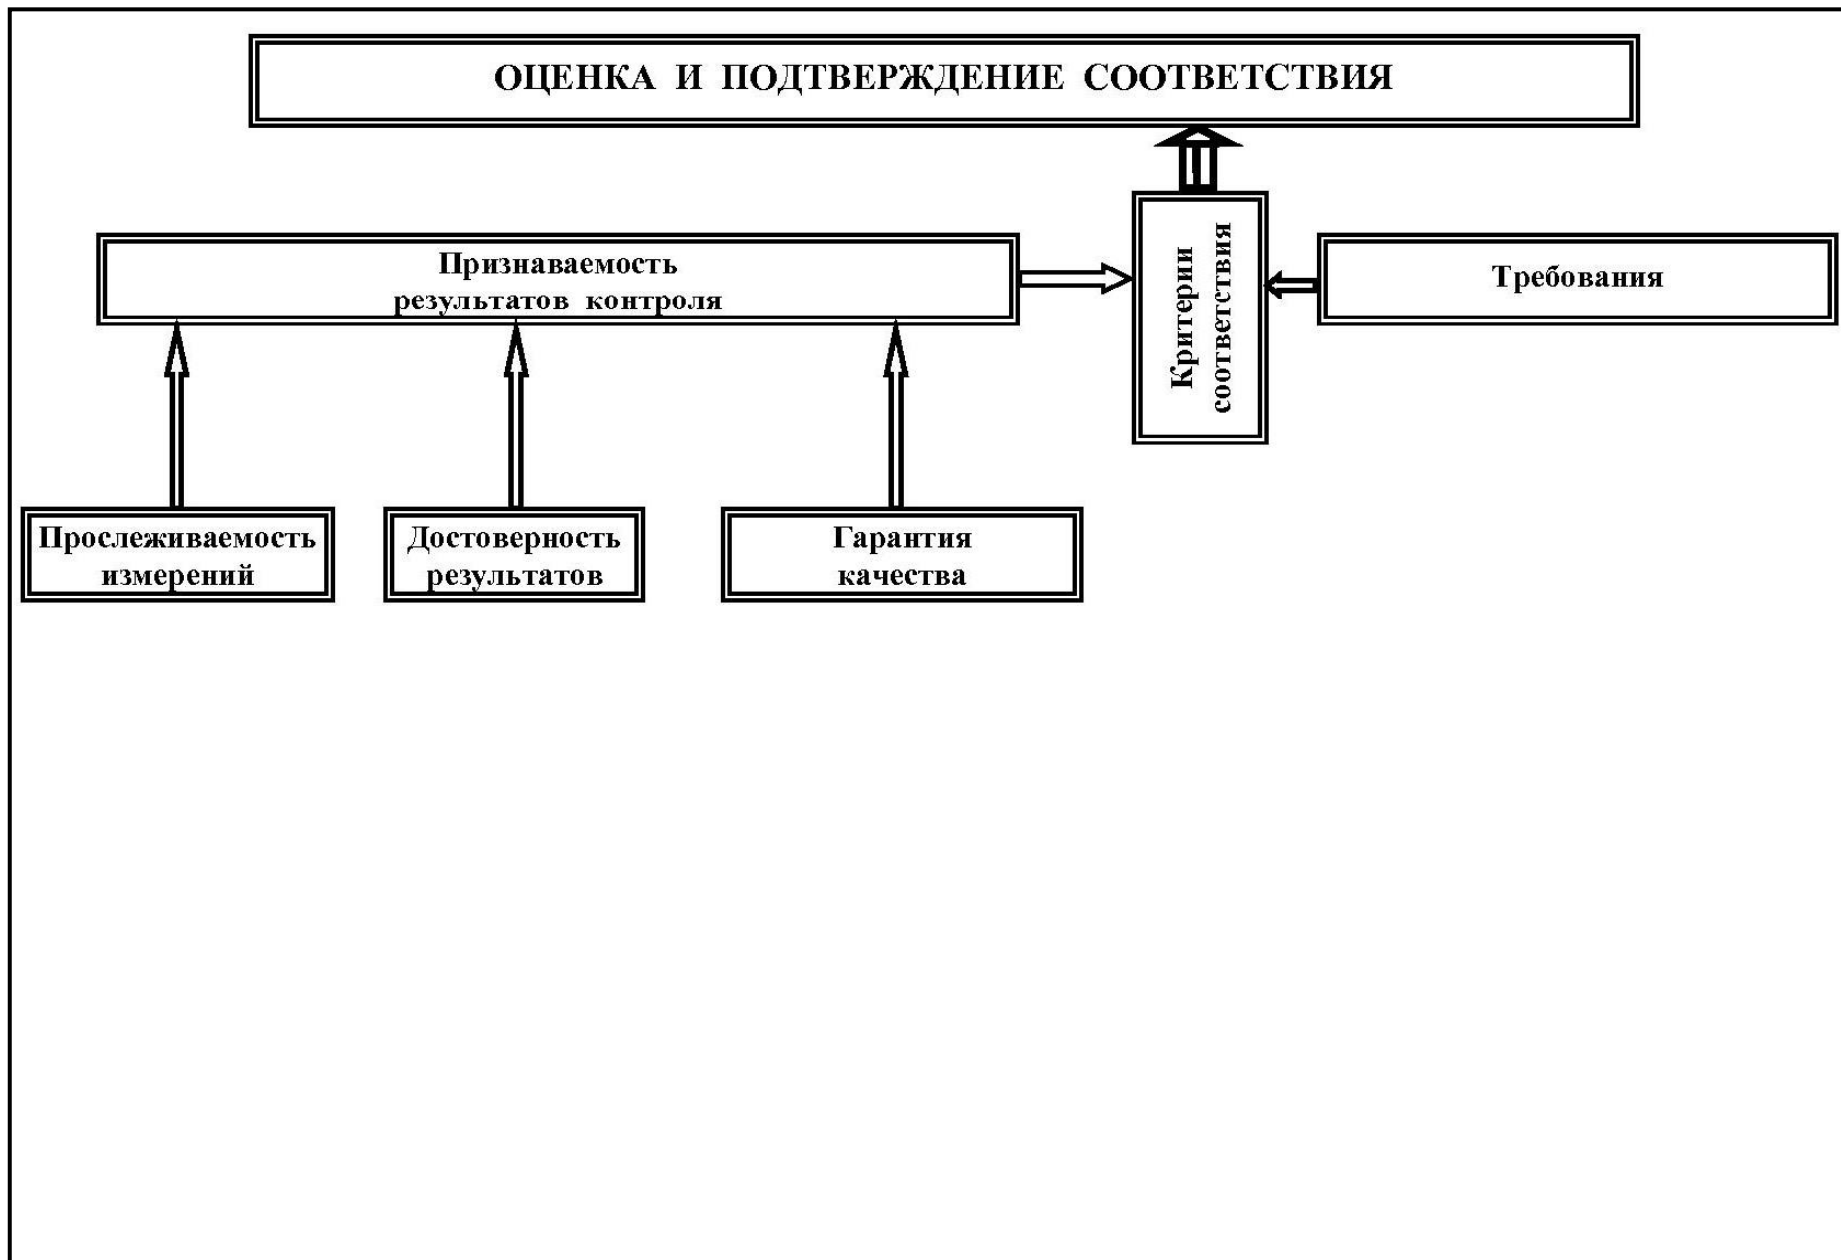 ОЦЕНКА И ПОДТВЕРЖДЕНИЕ СООТВЕТСТВИЯ
Признаваемость
результатов контроля
Критерии
соответствия
Требования
Прослеживаемость
измерений
Достоверность
результатов
Гарантия
качества